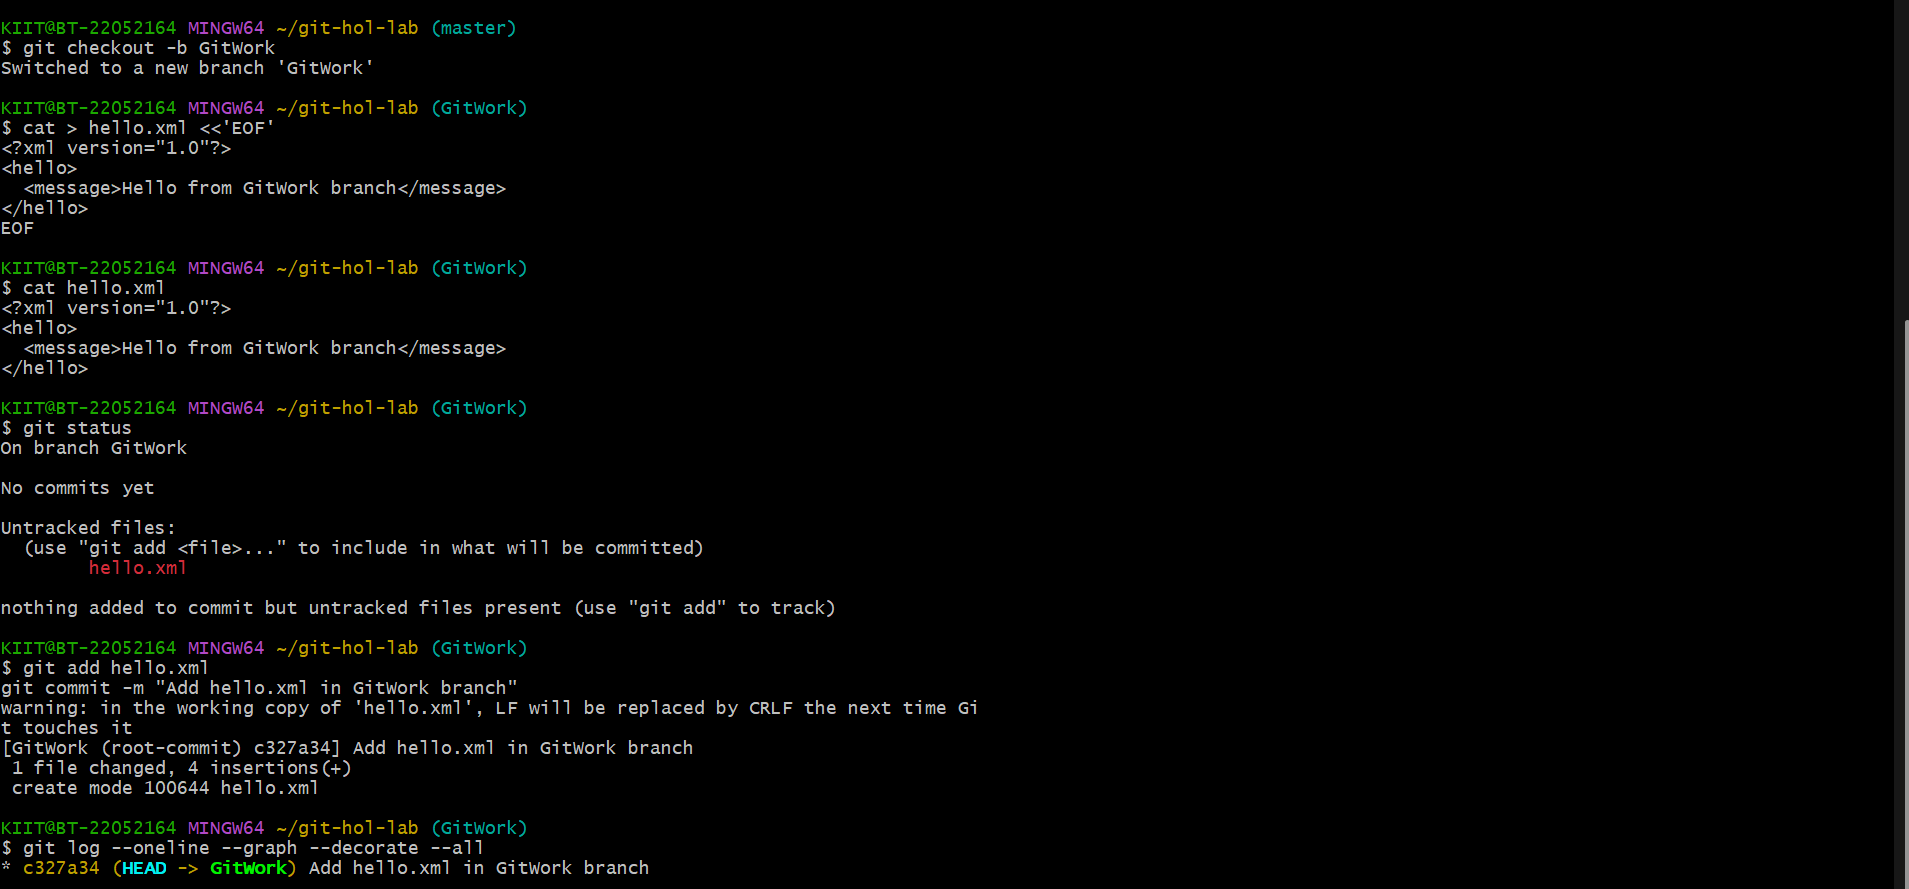 KIIT@BT-22052164 MINGW64 ~/git-hol-lab (master)
$ git checkout -b GitWork
Switched to a new branch 'GitWork'

KIIT@BT-22052164 MINGW64 ~/git-hol-lab (GitWork)
$ cat > hello.xml <<'EOF'
<?xml version="1.0"?>
<hello>
  <message>Hello from GitWork branch</message>
</hello>
EOF

KIIT@BT-22052164 MINGW64 ~/git-hol-lab (GitWork)
$ cat hello.xml
<?xml version="1.0"?>
<hello>
  <message>Hello from GitWork branch</message>
</hello>

KIIT@BT-22052164 MINGW64 ~/git-hol-lab (GitWork)
$ git status
On branch GitWork

No commits yet

Untracked files:
  (use "git add <file>..." to include in what will be committed)
        hello.xml

nothing added to commit but untracked files present (use "git add" to track)

KIIT@BT-22052164 MINGW64 ~/git-hol-lab (GitWork)
$ git add hello.xml
git commit -m "Add hello.xml in GitWork branch"
warning: in the working copy of 'hello.xml', LF will be replaced by CRLF the next time Gi
t touches it
[GitWork (root-commit) c327a34] Add hello.xml in GitWork branch
 1 file changed, 4 insertions(+)
 create mode 100644 hello.xml

KIIT@BT-22052164 MINGW64 ~/git-hol-lab (GitWork)
$ git log --oneline --graph --decorate --all
* c327a34 (HEAD -> GitWork) Add hello.xml in GitWork branch